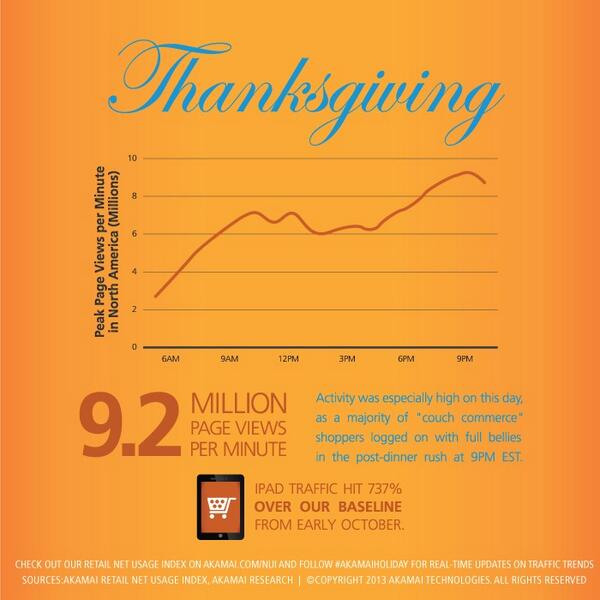 Thanksgiving
Peak Page Views per Minute
in North America (Millions)
10
8
6
4
2
0
6AM 9AM 12PM 3PM 6PM 9PM
9.2 MILLION
PAGE VIEWS
PER MINUTE
Activity was especially high on this day,
as a majority of "couch commerce"
shoppers logged on with full bellies
in the post-dinner rush at 9PM EST.
IPAD TRAFFIC HIT 737%
OVER OUR BASELINE
FROM EARLY OCTOBER.
CHECK OUT OUR RETAIL NET USAGE INDEX ON AKAMAI.COM/NUI AND FOLLOW #AKAMAIHOLIDAY FOR REAL-TIME UPDATES ON TRAFFIC TRENDS
SOURCES:AKAMAI RETAIL NET USAGE INDEX, AKAMAI RESEARCH | ©COPYRIGHT 2013 AKAMAI TECHNOLOGIES. ALL RIGHTS RESERVED